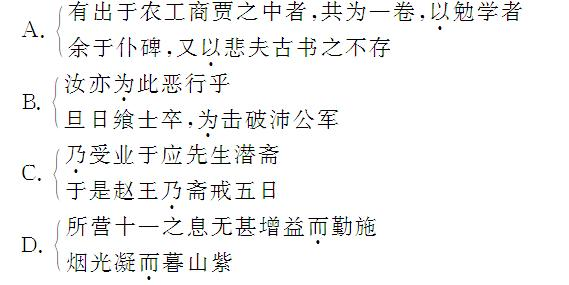 A. 有出于农工商贾之中者,共为一卷,以勉学者
余于仆碑,又以悲夫古书之不存
B. 汝亦为此恶行乎
旦日飨士卒,为击破沛公军
C. 乃受业于应先生潜斋
于是赵王乃斋戒五日
D. 所营十一之息无甚增益而勤施
烟光凝而暮山紫